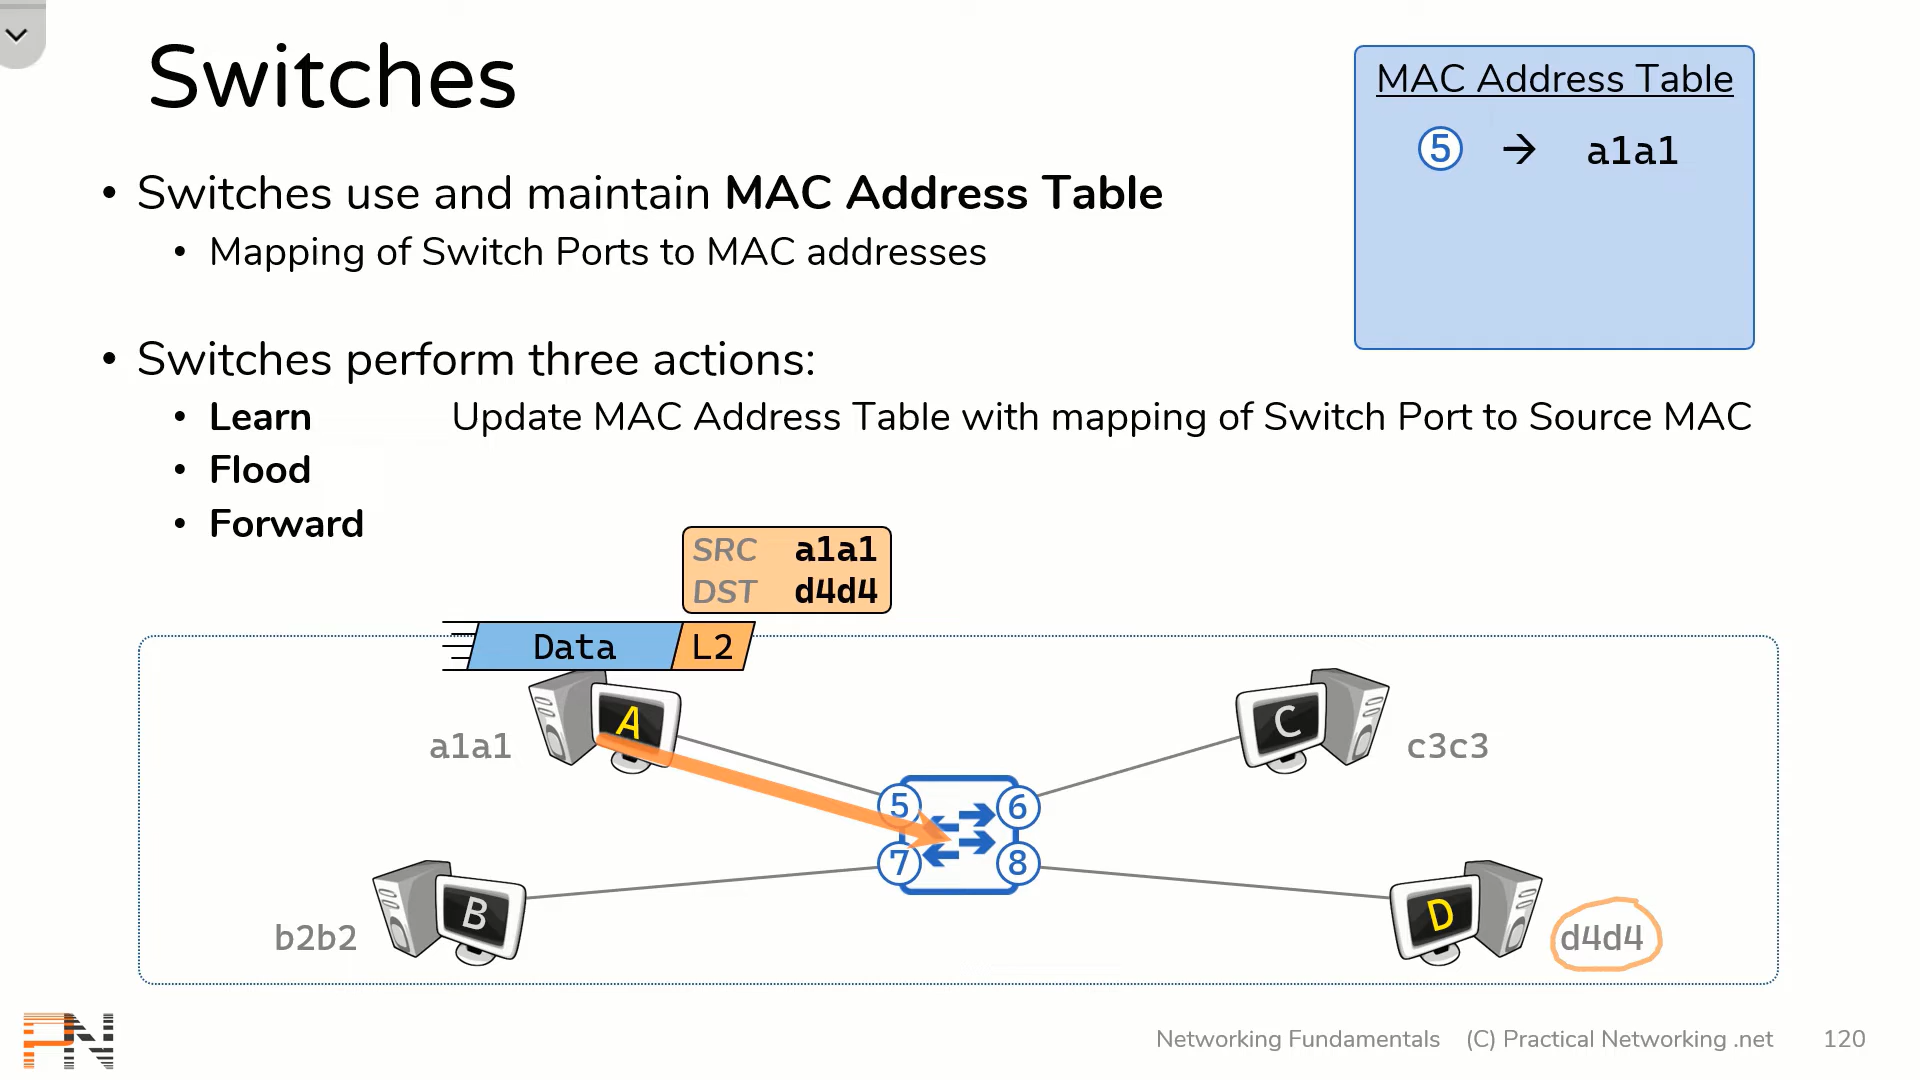 Switches
MAC Address Table
5 → a1a1
• Switches use and maintain MAC Address Table
• Mapping of Switch Ports to MAC addresses
• Switches perform three actions:
• Learn Update MAC Address Table with mapping of Switch Port to Source MAC
• Flood
• Forward
SRC a1a1
DST d4d4
Data L2
A
a1a1
C
c3c3
5
6
7
8
B
b2b2
D
d4d4
PN
Networking Fundamentals (C) Practical Networking .net 120